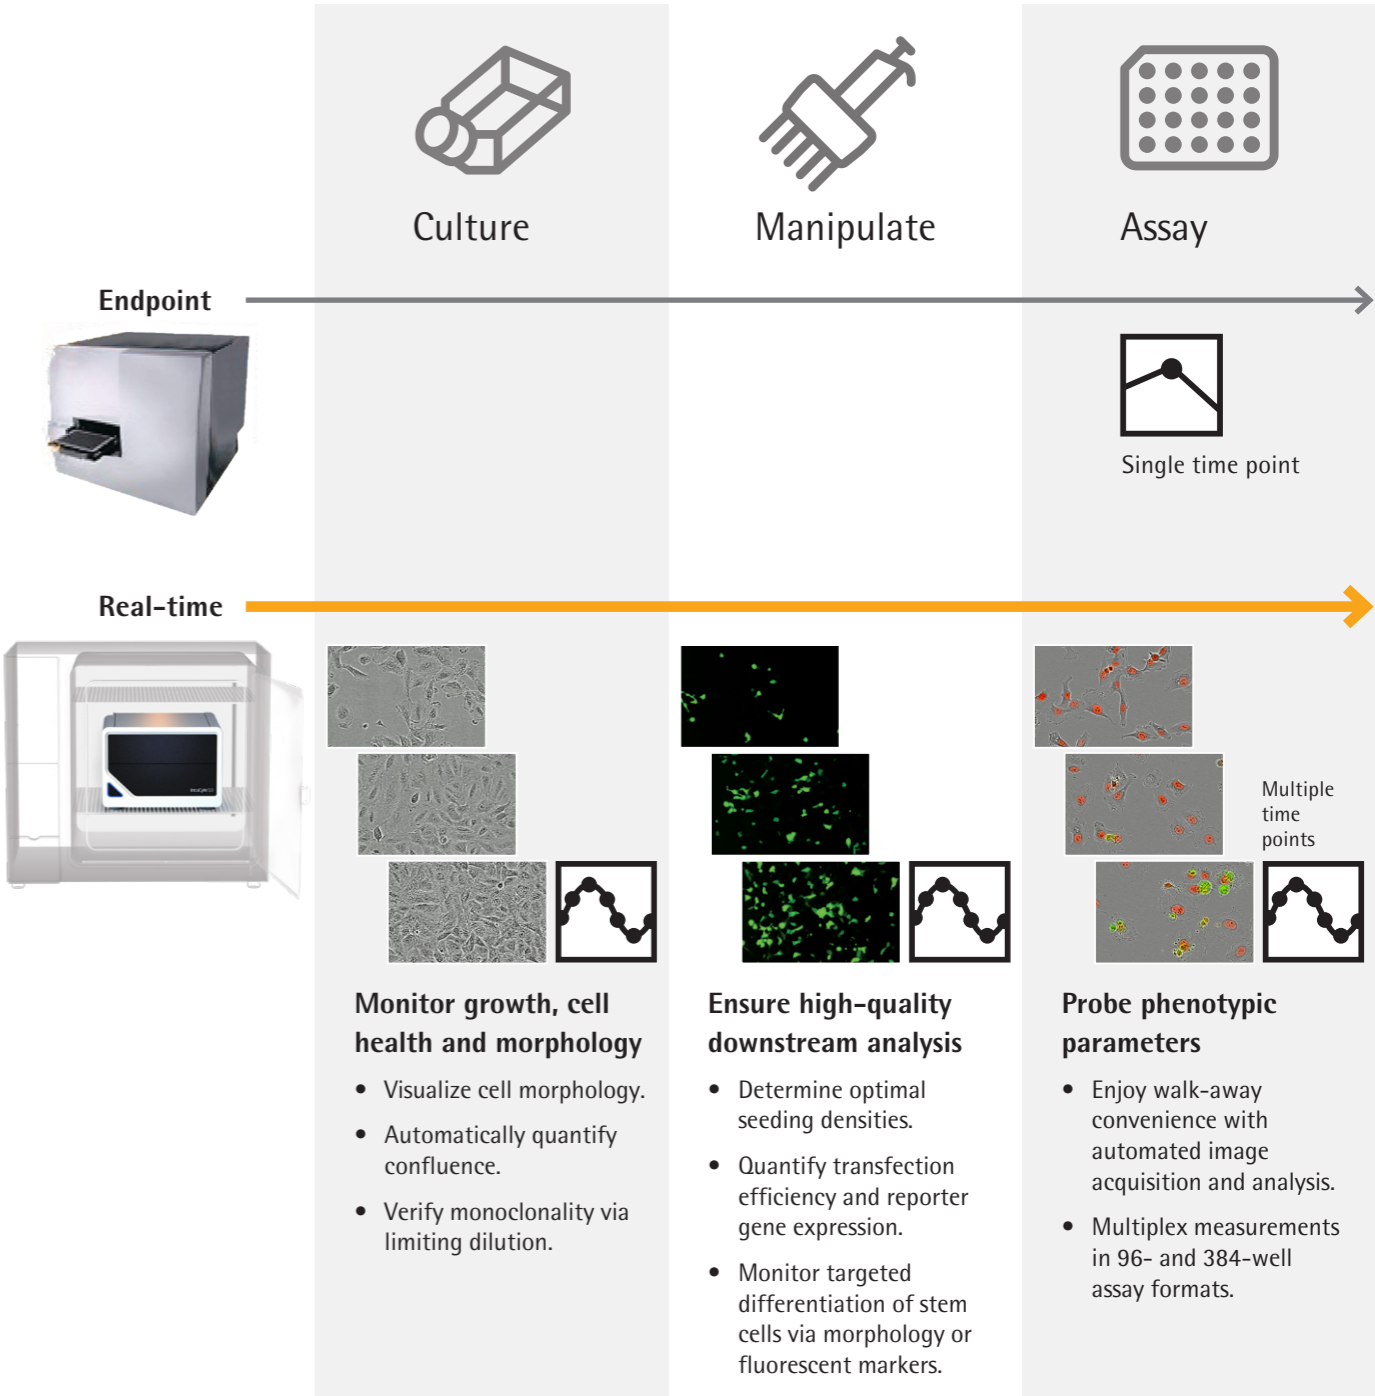 Culture
Manipulate
Assay
Endpoint
Single time point
Real-time
Multiple
time
points
Monitor growth, cell
health and morphology
• Visualize cell morphology.
• Automatically quantify
confluence.
• Verify monoclonality via
limiting dilution.
Ensure high-quality
downstream analysis
• Determine optimal
seeding densities.
• Quantify transfection
efficiency and reporter
gene expression.
• Monitor targeted
differentiation of stem
cells via morphology or
fluorescent markers.
Probe phenotypic
parameters
• Enjoy walk-away
convenience with
automated image
acquisition and analysis.
• Multiplex measurements
in 96- and 384-well
assay formats.